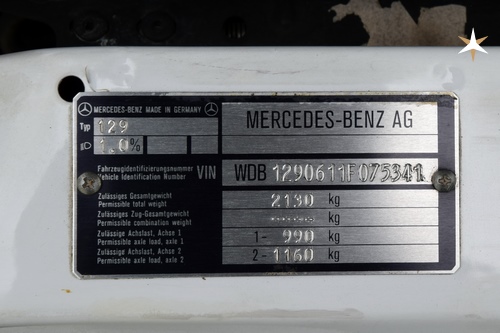 MERCEDES-BENZ MADE IN GERMANY
MERCEDES-BENZ AG
Typ 129
1.0%
Fahrzeugidentifizierungsnummer
Vehicle Identification Number
VIN WDB 1290611F075341
Zulässiges Gesamtgewicht
Permissible total weight
2130 kg
Zulässiges Zug-Gesamtgewicht
Permissible combination weight
------- kg
Zulässige Achslast, Achse 1
Permissible axle load, axle 1
1- 990 kg
Zulässige Achslast, Achse 2
Permissible axle load, axle 2
2- 1160 kg